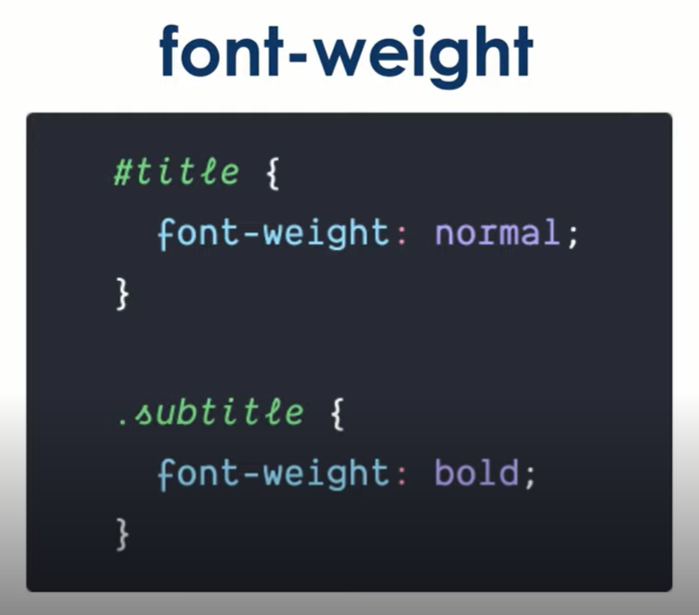 font-weight
#title {
font-weight: normal;
}
.subtitle {
font-weight: bold;
}